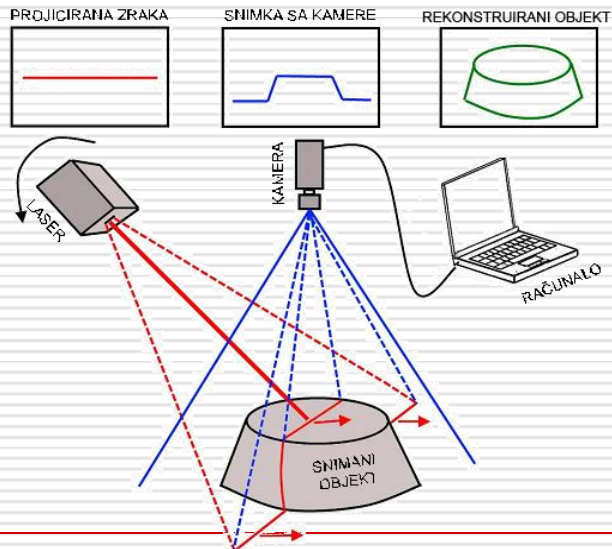 PROJICIRANA ZRAKA
SNIMKA SA KAMERE
REKONSTRUIRANI OBJEKT
LASER
KAMERA
RAČUNALO
SNIMANI
OBJEKT